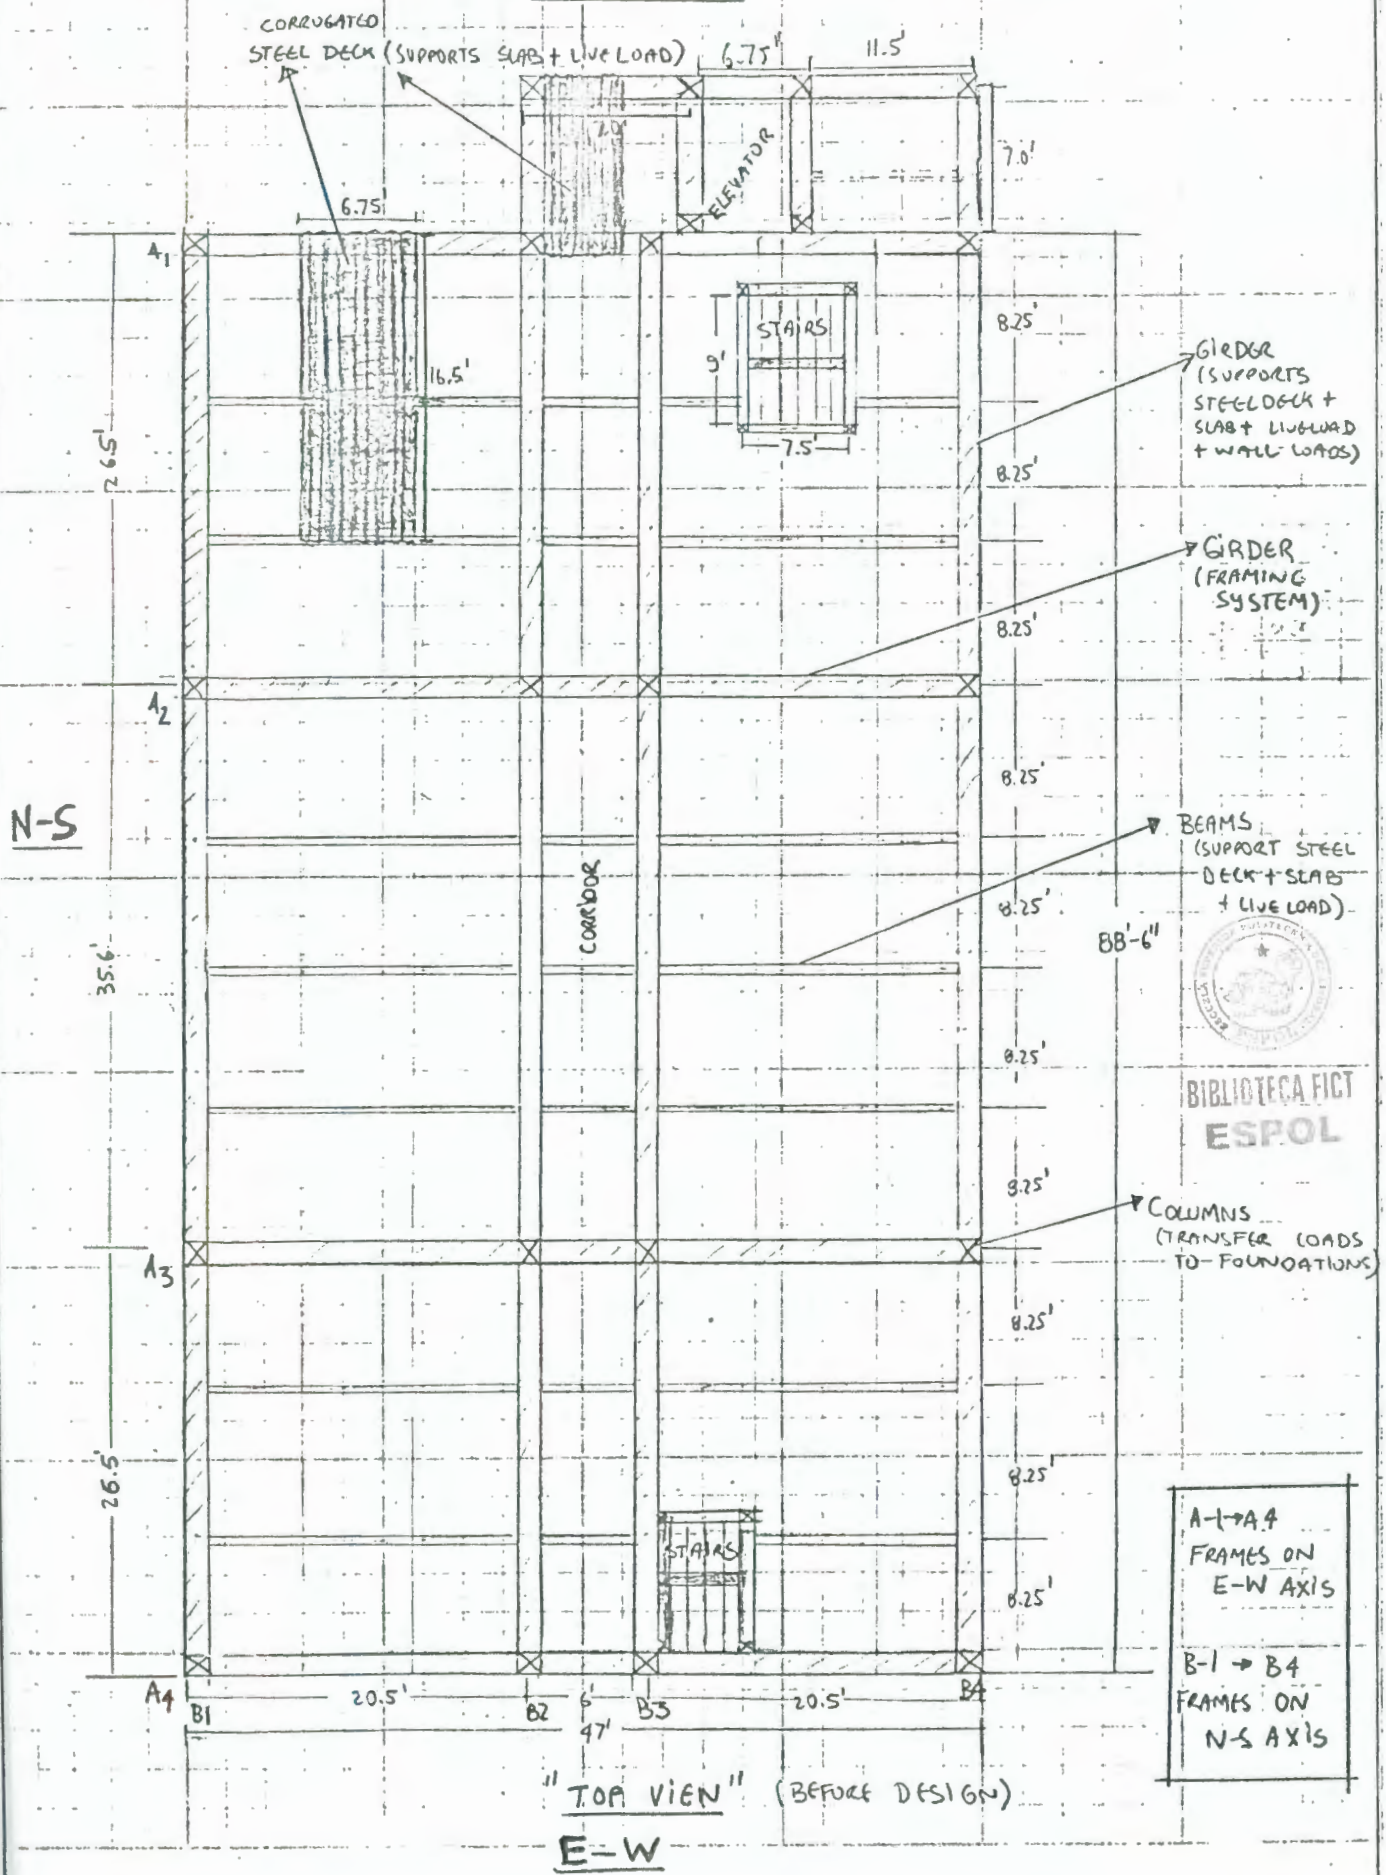 CORRUGATED
STEEL DECK (SUPPORTS SLAB + LIVE LOAD)
6.75"
11.5'
7.0'
ELEVATOR
6.75'
A1
STAIRS
8.25'
9'
16.5'
7.5'
GIRDER
(SUPPORTS
STEEL DECK +
SLAB + LIVELOAD
+ WALL LOADS)
26.5'
8.25'
GIRDER
(FRAMING
SYSTEM)
8.25'
A2
8.25'
N-S
BEAMS
(SUPPORT STEEL
DECK + SLAB
+ LIVE LOAD)
CORRIDOR
8.25'
88'-6"
35.6'
8.25'
BIBLIOTECA FICT
ESPOL
8.25'
COLUMNS
(TRANSFER LOADS
TO-FOUNDATIONS)
A3
8.25'
26.5'
8.25'
STAIRS
8.25'
A-1→A4
FRAMES ON
E-W AXIS
B-1 → B4
FRAMES ON
N-S AXIS
A4
B1
20.5'
B2
6'
B3
20.5'
B4
47'
"TOP VIEW" (BEFORE DESIGN)
E-W